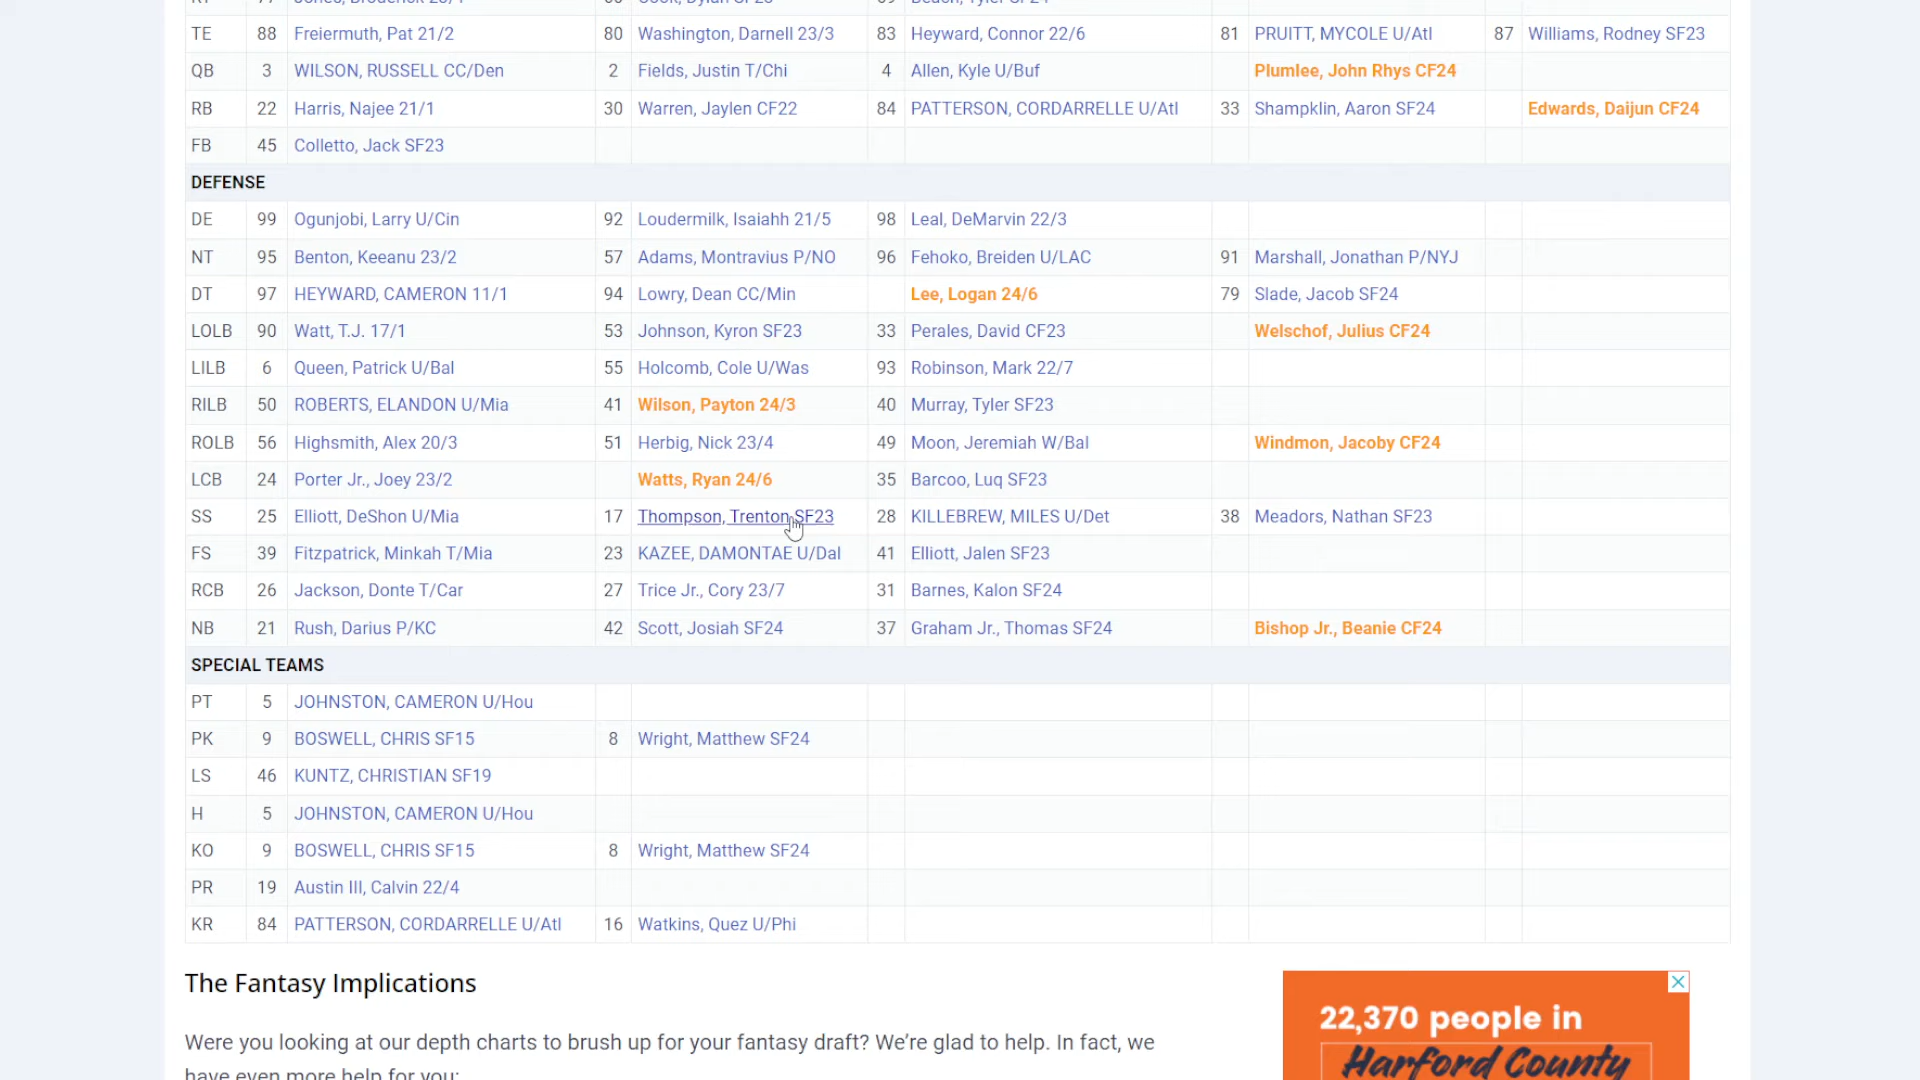 TE 88 Freiermuth, Pat 21/2 80 Washington, Darnell 23/3 83 Heyward, Connor 22/6 81 PRUITT, MYCOLE U/Atl 87 Williams, Rodney SF23
QB 3 WILSON, RUSSELL CC/Den 2 Fields, Justin T/Chi 4 Allen, Kyle U/Buf Plumlee, John Rhys CF24
RB 22 Harris, Najee 21/1 30 Warren, Jaylen CF22 84 PATTERSON, CORDARRELLE U/Atl 33 Shampklin, Aaron SF24 Edwards, Daijun CF24
FB 45 Colletto, Jack SF23
DEFENSE
DE 99 Ogunjobi, Larry U/Cin 92 Loudermilk, Isaiahh 21/5 98 Leal, DeMarvin 22/3
NT 95 Benton, Keeanu 23/2 57 Adams, Montravius P/NO 96 Fehoko, Breiden U/LAC 91 Marshall, Jonathan P/NYJ
DT 97 HEYWARD, CAMERON 11/1 94 Lowry, Dean CC/Min Lee, Logan 24/6 79 Slade, Jacob SF24
LOLB 90 Watt, T.J. 17/1 53 Johnson, Kyron SF23 33 Perales, David CF23 Welschof, Julius CF24
LILB 6 Queen, Patrick U/Bal 55 Holcomb, Cole U/Was 93 Robinson, Mark 22/7
RILB 50 ROBERTS, ELANDON U/Mia 41 Wilson, Payton 24/3 40 Murray, Tyler SF23
ROLB 56 Highsmith, Alex 20/3 51 Herbig, Nick 23/4 49 Moon, Jeremiah W/Bal Windmon, Jacoby CF24
LCB 24 Porter Jr., Joey 23/2 Watts, Ryan 24/6 35 Barcoo, Luq SF23
SS 25 Elliott, DeShon U/Mia 17 Thompson, Trenton SF23 28 KILLEBREW, MILES U/Det 38 Meadors, Nathan SF23
FS 39 Fitzpatrick, Minkah T/Mia 23 KAZEE, DAMONTAE U/Dal 41 Elliott, Jalen SF23
RCB 26 Jackson, Donte T/Car 27 Trice Jr., Cory 23/7 31 Barnes, Kalon SF24
NB 21 Rush, Darius P/KC 42 Scott, Josiah SF24 37 Graham Jr., Thomas SF24 Bishop Jr., Beanie CF24
SPECIAL TEAMS
PT 5 JOHNSTON, CAMERON U/Hou
PK 9 BOSWELL, CHRIS SF15 8 Wright, Matthew SF24
LS 46 KUNTZ, CHRISTIAN SF19
H 5 JOHNSTON, CAMERON U/Hou
KO 9 BOSWELL, CHRIS SF15 8 Wright, Matthew SF24
PR 19 Austin III, Calvin 22/4
KR 84 PATTERSON, CORDARRELLE U/Atl 16 Watkins, Quez U/Phi
The Fantasy Implications
Were you looking at our depth charts to brush up for your fantasy draft? We're glad to help. In fact, we
have even more help for you:
22,370 people in
Harford County